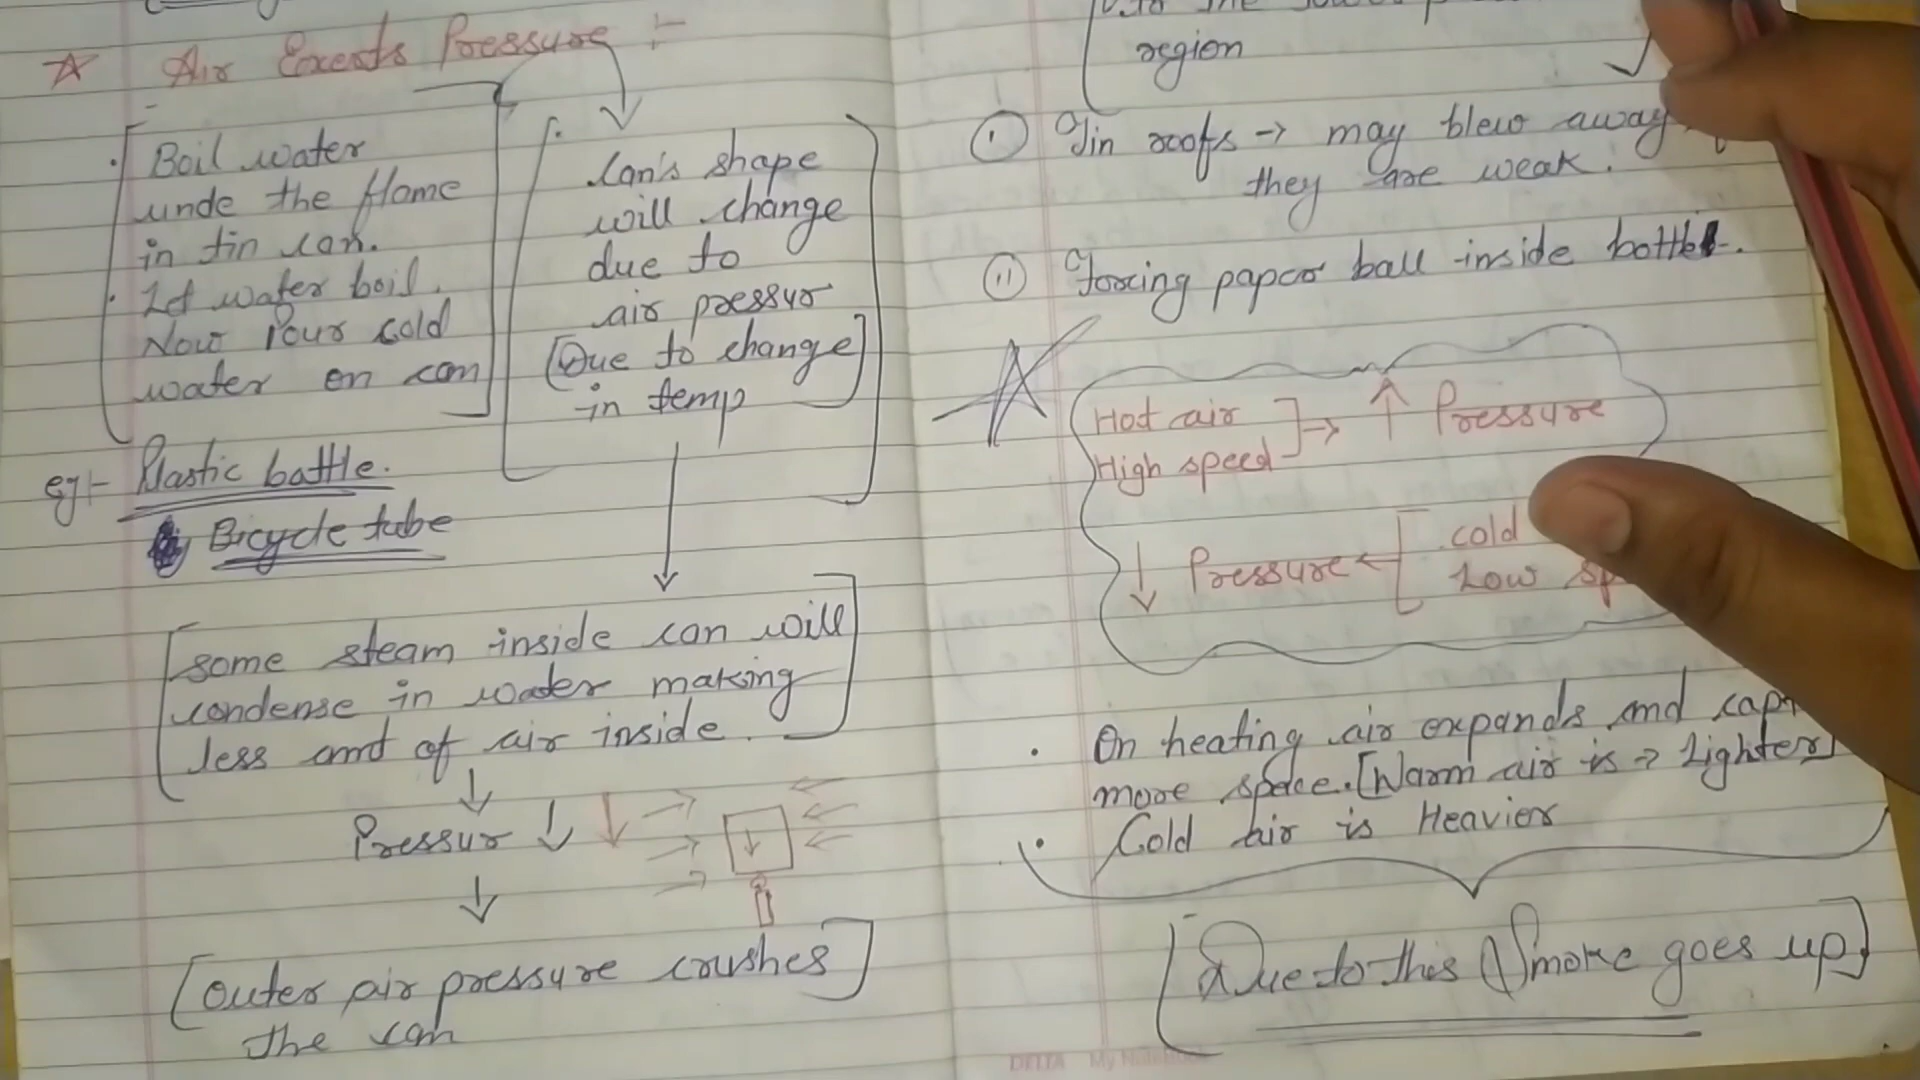 Air Exerts Pressure :-
Boil water
unde the flame
in tin can.
Let water boil.
Now Pour cold
water on can
Can's shape
will change
due to
air pressur
[Due to change]
in temp
eg:- Plastic bottle.
Bicycle tube
some steam inside can will
condense in water making
less amt of air inside.
Pressur ↓ ↓
[Outer air pressure crushes]
the can
region
(i) Tin roofs → may blew away
they are weak.
(ii) Forcing paper ball inside bottle.
Hot air
High speed → ↑ Pressure
↓ Pressure ← cold
Low
On heating air expands and
more space. [Warm air is → Lighter]
Cold air is Heavier
[Due to this Smoke goes up]
DELTA My Notebook